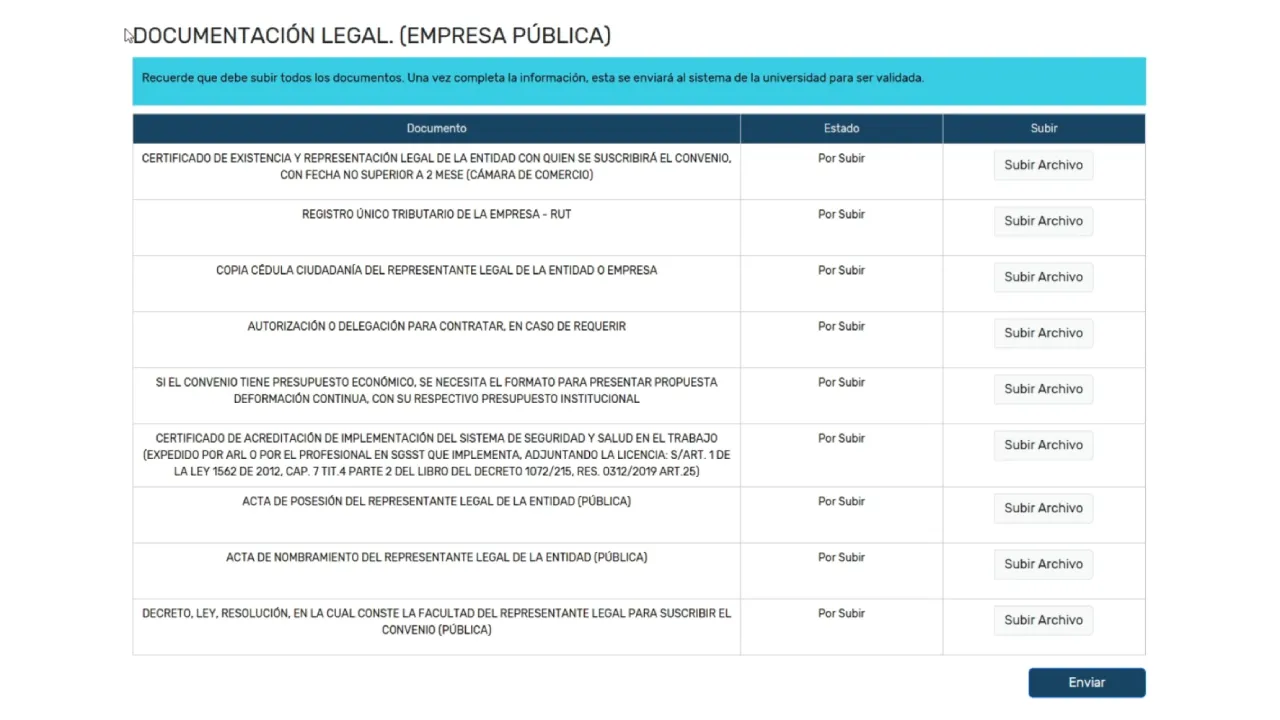 DOCUMENTACIÓN LEGAL. (EMPRESA PÚBLICA)
Recuerde que debe subir todos los documentos. Una vez completa la información, esta se enviará al sistema de la universidad para ser validada.
Documento Estado Subir
CERTIFICADO DE EXISTENCIA Y REPRESENTACIÓN LEGAL DE LA ENTIDAD CON QUIEN SE SUSCRIBIRÁ EL CONVENIO, Por Subir Subir Archivo
CON FECHA NO SUPERIOR A 2 MESE (CÁMARA DE COMERCIO)
REGISTRO ÚNICO TRIBUTARIO DE LA EMPRESA - RUT Por Subir Subir Archivo
COPIA CÉDULA CIUDADANÍA DEL REPRESENTANTE LEGAL DE LA ENTIDAD O EMPRESA Por Subir Subir Archivo
AUTORIZACIÓN O DELEGACIÓN PARA CONTRATAR, EN CASO DE REQUERIR Por Subir Subir Archivo
SI EL CONVENIO TIENE PRESUPUESTO ECONÓMICO, SE NECESITA EL FORMATO PARA PRESENTAR PROPUESTA Por Subir Subir Archivo
DEFORMACIÓN CONTINUA, CON SU RESPECTIVO PRESUPUESTO INSTITUCIONAL
CERTIFICADO DE ACREDITACIÓN DE IMPLEMENTACIÓN DEL SISTEMA DE SEGURIDAD Y SALUD EN EL TRABAJO Por Subir Subir Archivo
(EXPEDIDO POR ARL O POR EL PROFESIONAL EN SGSST QUE IMPLEMENTA, ADJUNTANDO LA LICENCIA: S/ART. 1 DE
LA LEY 1562 DE 2012, CAP. 7 TIT.4 PARTE 2 DEL LIBRO DEL DECRETO 1072/215, RES. 0312/2019 ART.25)
ACTA DE POSESIÓN DEL REPRESENTANTE LEGAL DE LA ENTIDAD (PÚBLICA) Por Subir Subir Archivo
ACTA DE NOMBRAMIENTO DEL REPRESENTANTE LEGAL DE LA ENTIDAD (PÚBLICA) Por Subir Subir Archivo
DECRETO, LEY, RESOLUCIÓN, EN LA CUAL CONSTE LA FACULTAD DEL REPRESENTANTE LEGAL PARA SUSCRIBIR EL Por Subir Subir Archivo
CONVENIO (PÚBLICA)
Enviar